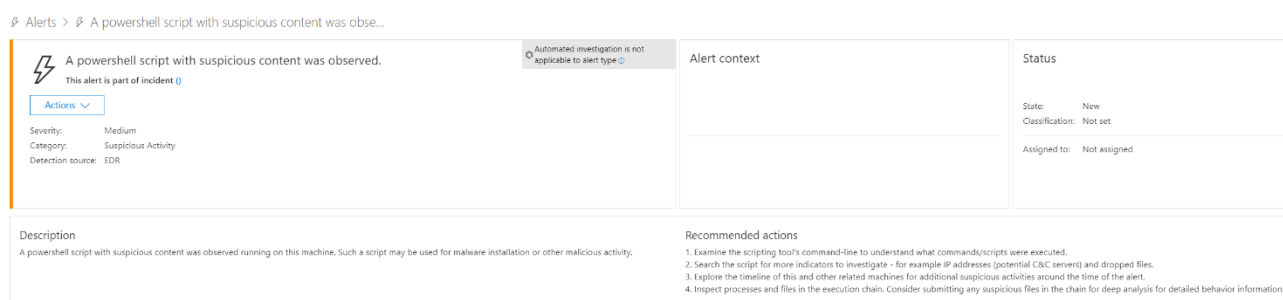 Alerts > A powershell script with suspicious content was obse...
A powershell script with suspicious content was observed.
This alert is part of incident ()
Automated investigation is not
applicable to alert type
Actions
Severity: Medium
Category: Suspicious Activity
Detection source: EDR
Alert context
Status
State: New
Classification: Not set
Assigned to: Not assigned
Description
A powershell script with suspicious content was observed running on this machine. Such a script may be used for malware installation or other malicious activity.
Recommended actions
1. Examine the scripting tool's command-line to understand what commands/scripts were executed.
2. Search the script for more indicators to investigate - for example IP addresses (potential C&C servers) and dropped files.
3. Explore the timeline of this and other related machines for additional suspicious activities around the time of the alert.
4. Inspect processes and files in the execution chain. Consider submitting any suspicious files in the chain for deep analysis for detailed behavior information.